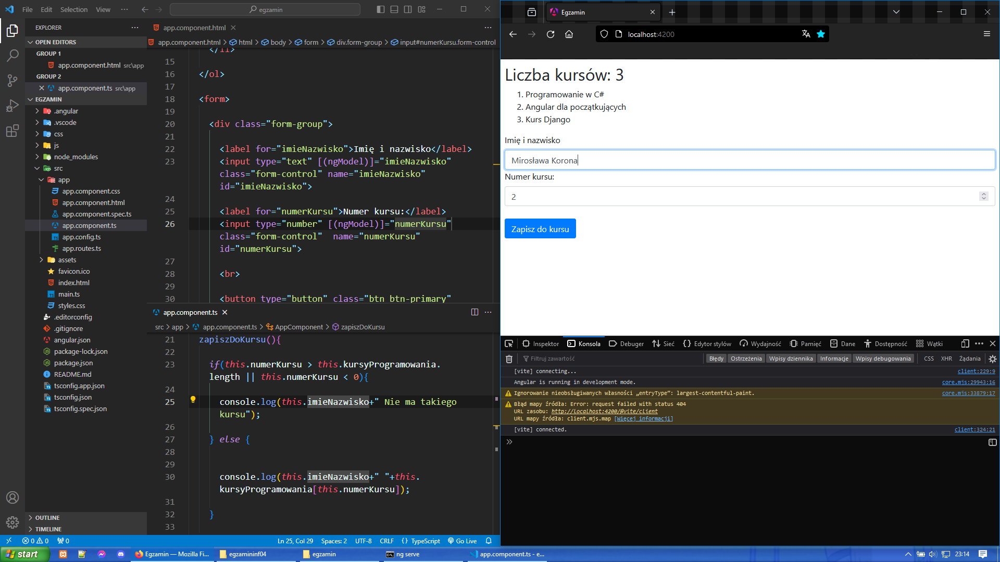 File Edit Selection View ··· egzamin
EXPLORER
OPEN EDITORS
GROUP 1
app.component.html src\app
GROUP 2
app.component.ts src\app
EGZAMIN
.angular
.vscode
css
js
node_modules
src
app
app.component.css
app.component.html
app.component.spec.ts
app.component.ts
app.config.ts
app.routes.ts
assets
favicon.ico
index.html
main.ts
styles.css
.editorconfig
.gitignore
angular.json
package-lock.json
package.json
README.md
tsconfig.app.json
tsconfig.json
tsconfig.spec.json
OUTLINE
TIMELINE
app.component.html
app.component.html > html > body > form > div.form-group > input#numerKursu.form-control
</li>
15
16 </ol>
17
18 <form>
19
20 <div class="form-group">
21
22 <label for="imieNazwisko">Imię i nazwisko</label>
23 <input type="text" [(ngModel)]="imieNazwisko"
class="form-control" name="imieNazwisko"
id="imieNazwisko">
24
25 <label for="numerKursu">Numer kursu:</label>
26 <input type="number" [(ngModel)]="numerKursu"
class="form-control"  name="numerKursu"
id="numerKursu">
27
28 <br>
29
30 <button type="button" class="btn btn-primary"
app.component.ts
src > app > app.component.ts > AppComponent > zapiszDoKursu
21 zapiszDoKursu(){
22
23 if(this.numerKursu > this.kursyProgramowania.
length || this.numerKursu < 0){
24
25 console.log(this.imieNazwisko+" Nie ma takiego
kursu");
26
27 } else {
28
29
30 console.log(this.imieNazwisko+" "+this.
kursyProgramowania[this.numerKursu]);
31
32 }
33
0 0 0 Ln 25, Col 29 Spaces: 2 UTF-8 CRLF {} TypeScript Go Live
Egzamin
localhost:4200
Liczba kursów: 3
1. Programowanie w C#
2. Angular dla początkujących
3. Kurs Django
Imię i nazwisko
Mirosława Korona
Numer kursu:
2
Zapisz do kursu
Inspektor Konsola Debuger Sieć Edytor stylów Wydajność Pamięć Dane Dostępność Wątki
Filtruj zawartość Błędy Ostrzeżenia Wpisy dziennika Informacje Wpisy debugowania CSS XHR Żądania
[vite] connecting... client:229:9
Angular is running in development mode. core.mjs:29943:16
Ignorowanie nieobsługiwanych własności „entryType”: largest-contentful-paint. core.mjs:33879:17
Błąd mapy źródła: Error: request failed with status 404
URL zasobu: http://localhost:4200/@vite/client
URL mapy źródła: client.mjs.map [Więcej informacji]
[vite] connected. client:324:21
start Egzamin — Mozilla Fi... egzamininf04 egzamin ng serve app.component.ts - e... 23:14